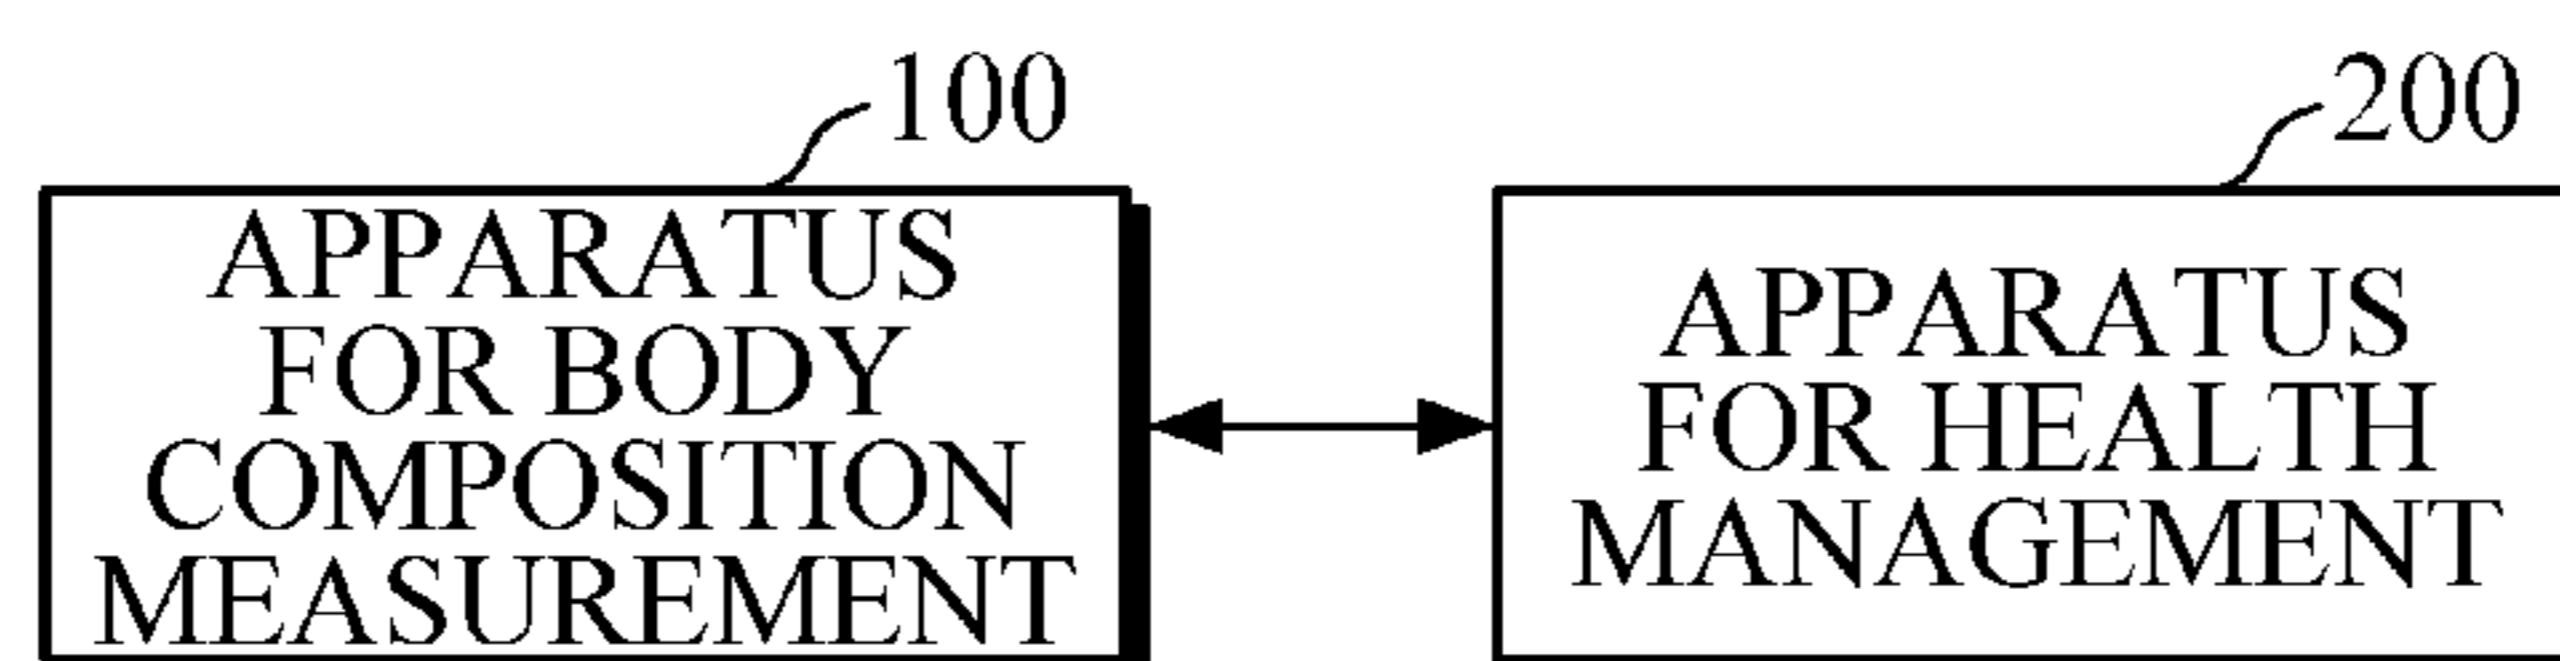 100
APPARATUS
FOR BODY
COMPOSITION
MEASUREMENT
200
APPARATUS
FOR HEALTH
MANAGEMENT